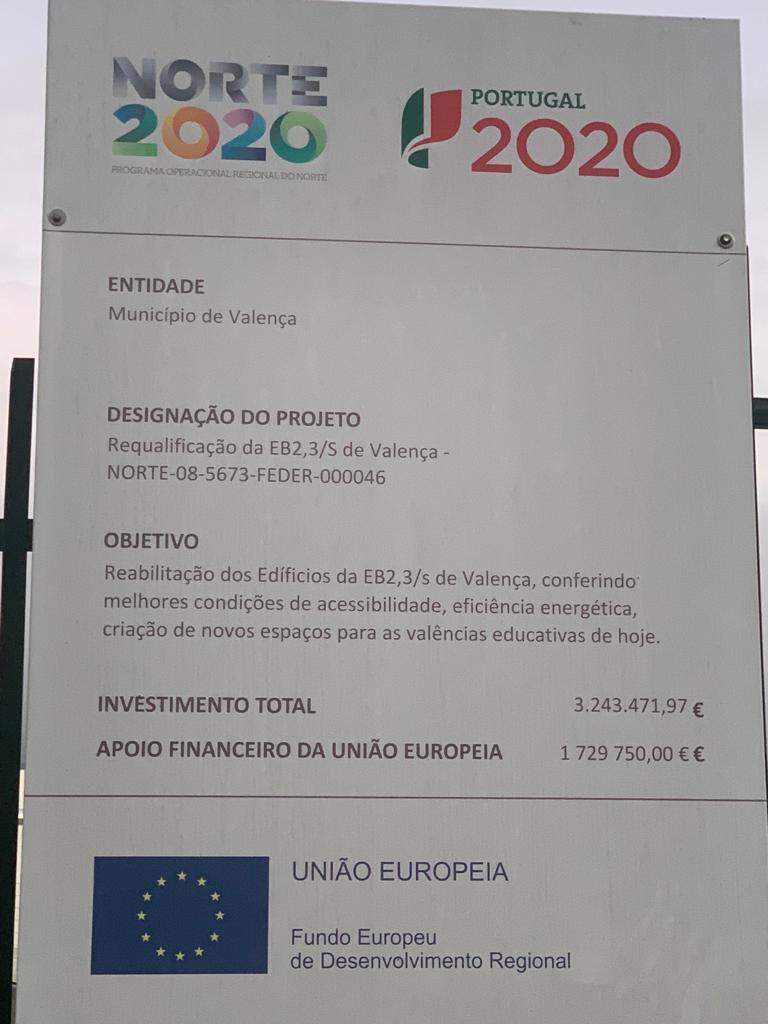 NORTE
2020
PROGRAMA OPERACIONAL REGIONAL DO NORTE
PORTUGAL
2020
ENTIDADE
Município de Valença
DESIGNAÇÃO DO PROJETO
Requalificação da EB2,3/S de Valença -
NORTE-08-5673-FEDER-000046
OBJETIVO
Reabilitação dos Edíficios da EB2,3/s de Valença, conferindo
melhores condições de acessibilidade, eficiência energética,
criação de novos espaços para as valências educativas de hoje.
INVESTIMENTO TOTAL 3.243.471,97 €
APOIO FINANCEIRO DA UNIÃO EUROPEIA 1 729 750,00 € €
UNIÃO EUROPEIA
Fundo Europeu
de Desenvolvimento Regional